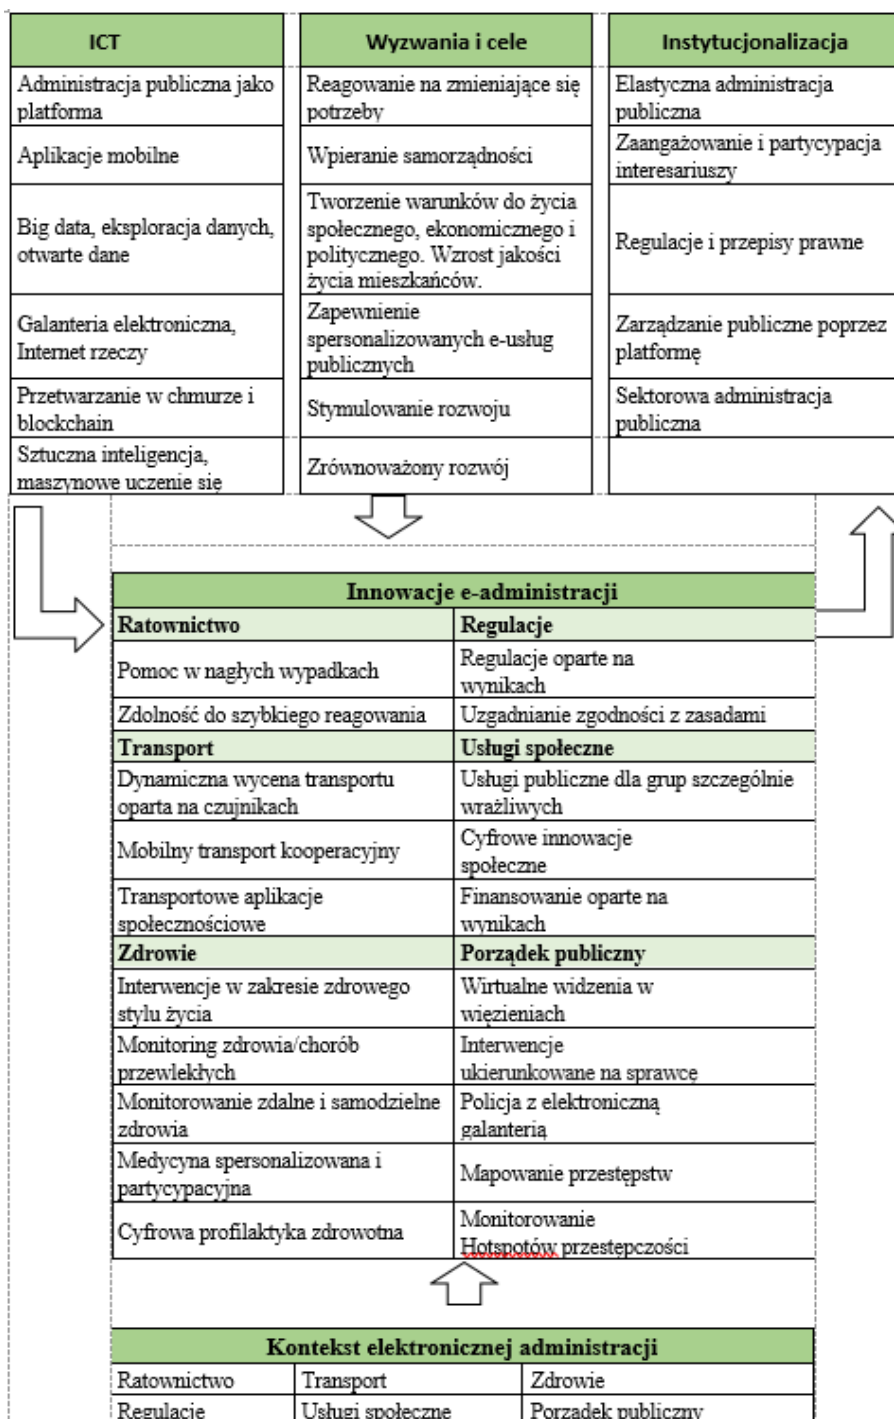 ICT
Administracja publiczna jako
platforma
Aplikacje mobilne
Big data, eksploracja danych,
otwarte dane
Galanteria elektroniczna,
Internet rzeczy
Przetwarzanie w chmurze i
blockchain
Sztuczna inteligencja,
maszynowe uczenie się
Wyzwania i cele
Reagowanie na zmieniające się
potrzeby
Wpieranie samorządności
Tworzenie warunków do życia
społecznego, ekonomicznego i
politycznego. Wzrost jakości
życia mieszkańców.
Zapewnienie
spersonalizowanych e-usług
publicznych
Stymulowanie rozwoju
Zrównoważony rozwój
Instytucjonalizacja
Elastyczna administracja
publiczna
Zaangażowanie i partycypacja
interesariuszy
Regulacje i przepisy prawne
Zarządzanie publiczne poprzez
platformę
Sektorowa administracja
publiczna
Innowacje e-administracji
Ratownictwo
Regulacje
Pomoc w nagłych wypadkach
Regulacje oparte na
wynikach
Zdolność do szybkiego reagowania
Uzgadnianie zgodności z zasadami
Transport
Usługi społeczne
Dynamiczna wycena transportu
oparta na czujnikach
Usługi publiczne dla grup szczególnie
wrażliwych
Mobilny transport kooperacyjny
Cyfrowe innowacje
społeczne
Transportowe aplikacje
społecznościowe
Finansowanie oparte na
wynikach
Zdrowie
Porządek publiczny
Interwencje w zakresie zdrowego
stylu życia
Wirtualne widzenia w
więzieniach
Monitoring zdrowia/chorób
przewlekłych
Interwencje
ukierunkowane na sprawcę
Monitorowanie zdalne i samodzielne
zdrowia
Policja z elektroniczną
galanterią
Medycyna spersonalizowana i
partycypacyjna
Mapowanie przestępstw
Cyfrowa profilaktyka zdrowotna
Monitorowanie
Hotspotów przestępczości
Kontekst elektronicznej administracji
Ratownictwo
Transport
Zdrowie
Regulacje
Usługi społeczne
Porządek publiczny